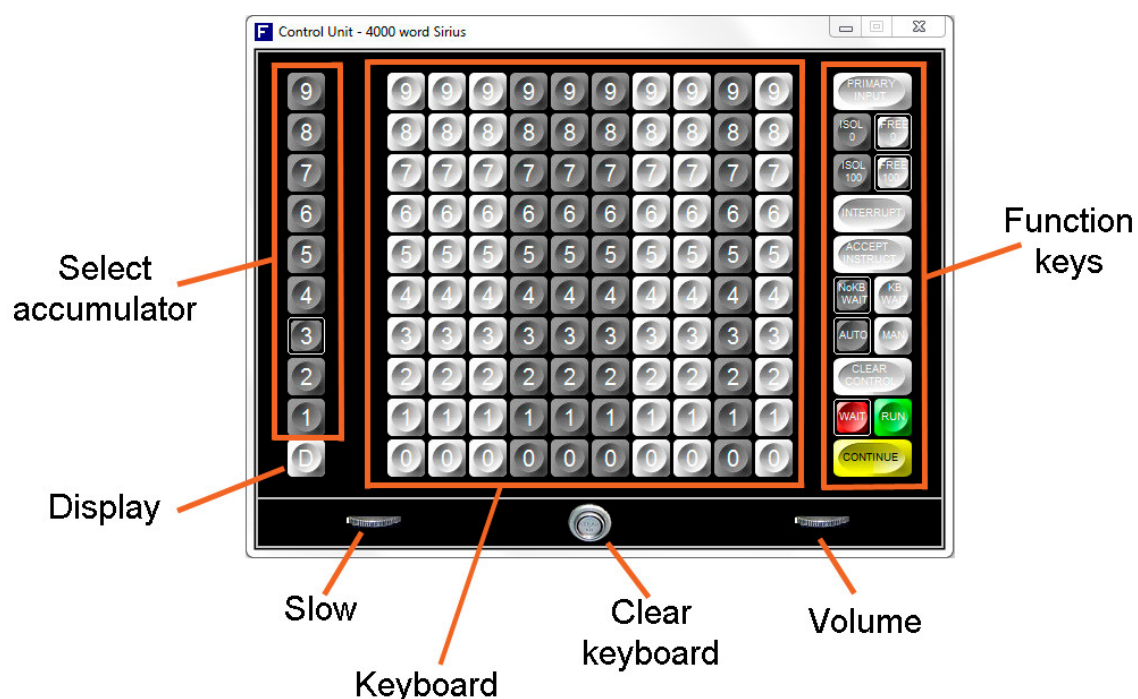 Control Unit - 4000 word Sirius
9 9 9 9 9 9 9 9 9 9 9
PRIMARY
INPUT
8 8 8 8 8 8 8 8 8 8 8
ISOL
0
FREE
0
7 7 7 7 7 7 7 7 7 7 7
ISOL
100
FREE
100
6 6 6 6 6 6 6 6 6 6 6
INTERRUPT
5 5 5 5 5 5 5 5 5 5 5
ACCEPT
INSTRUCT
4 4 4 4 4 4 4 4 4 4 4
NoKB
WAIT
KB
WAIT
3 3 3 3 3 3 3 3 3 3 3
AUTO MAN
2 2 2 2 2 2 2 2 2 2 2
CLEAR
CONTROL
1 1 1 1 1 1 1 1 1 1 1
WAIT RUN
D 0 0 0 0 0 0 0 0 0 0
CONTINUE
Select
accumulator
Function
keys
Display
Slow
Clear
keyboard
Volume
Keyboard